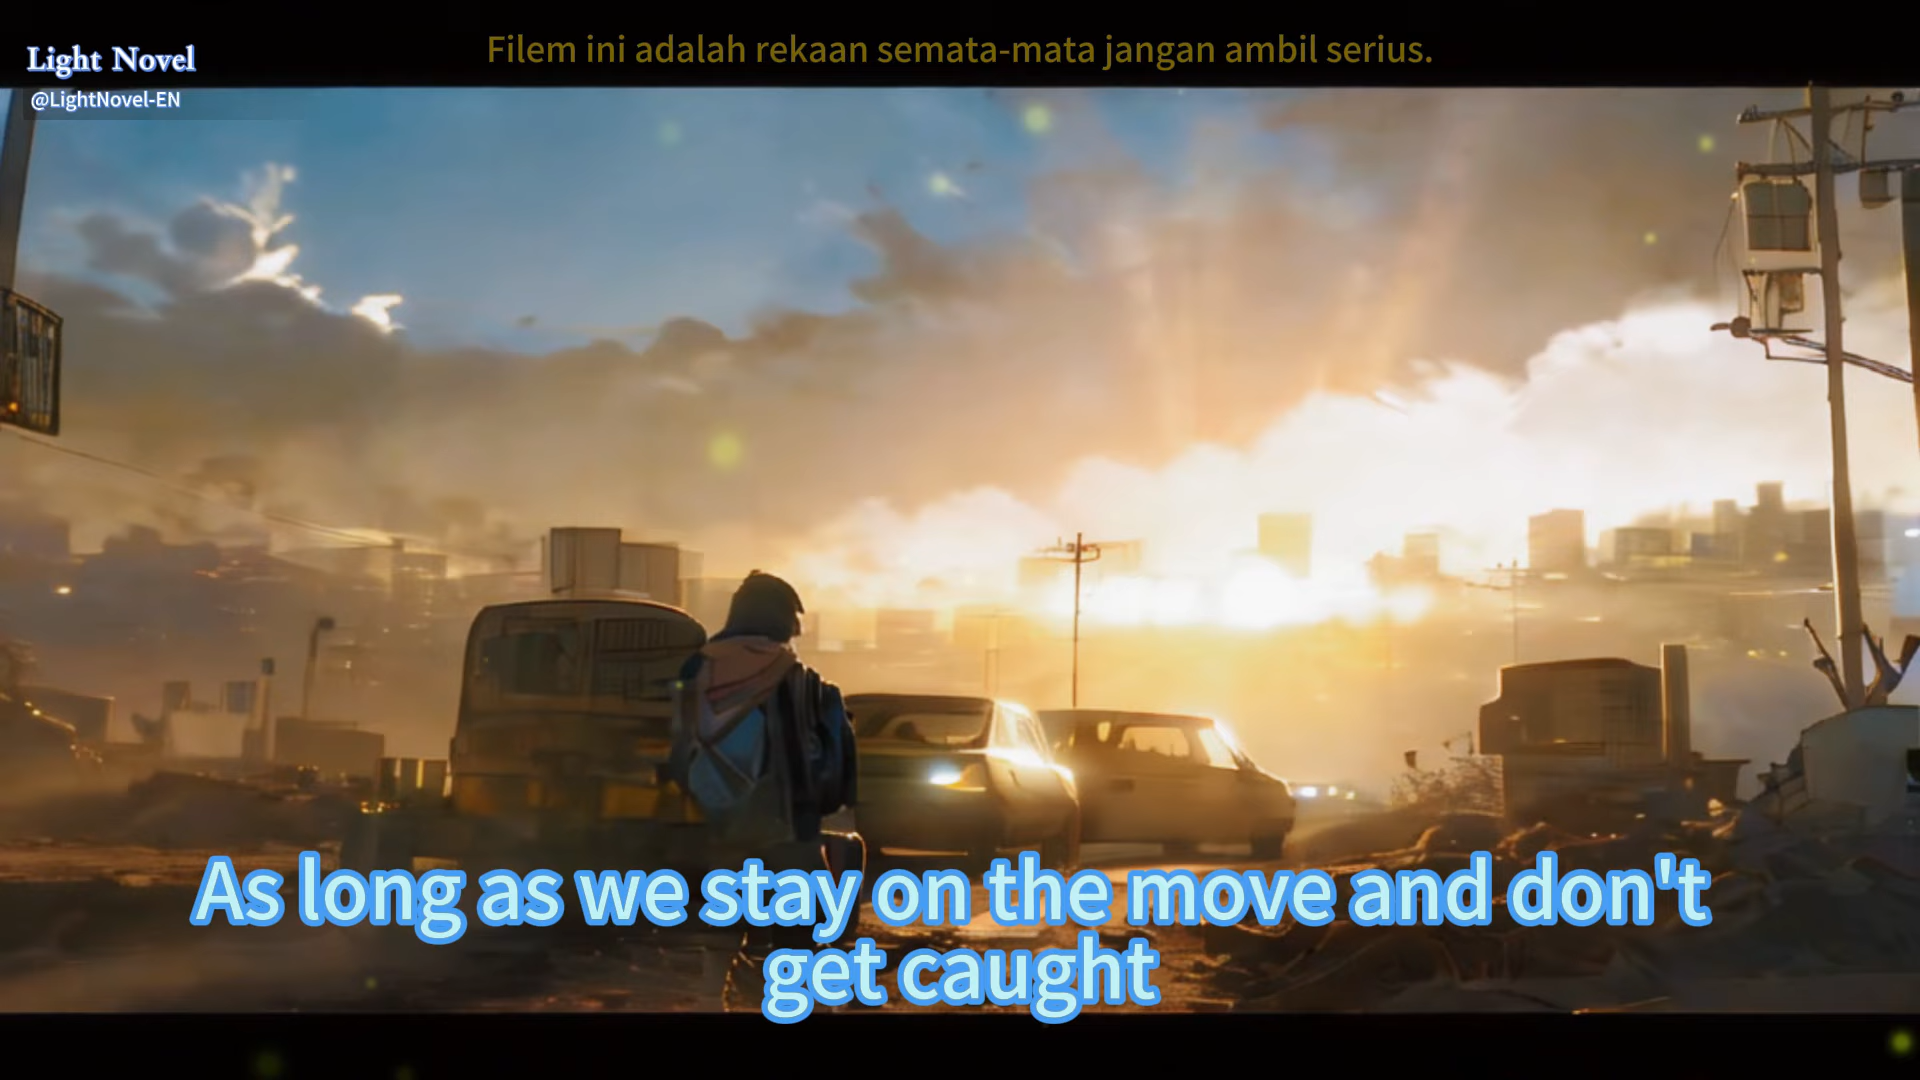 Filem ini adalah rekaan semata-mata jangan ambil serius.
Light Novel
@LightNovel-EN
As long as we stay on the move and don't
get caught